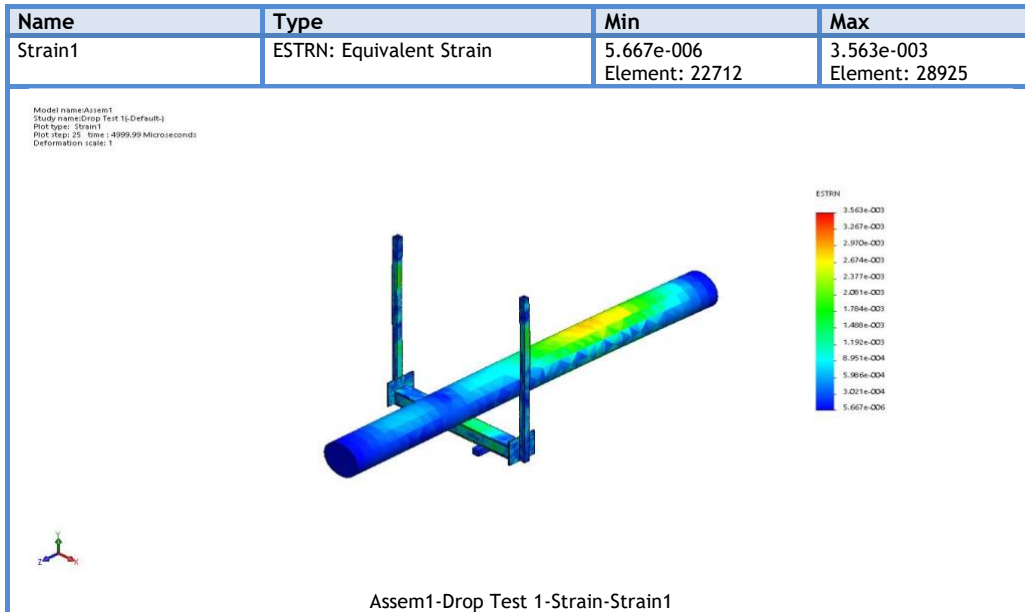 Name Type Min Max
Strain1 ESTRN: Equivalent Strain 5.667e-006 3.563e-003
Element: 22712 Element: 28925
Model name:Assem1
Study name:Drop Test 1(-Default-)
Plot type: Strain1
Plot step: 25 time : 4999.99 Microseconds
Deformation scale: 1
ESTRN
3.563e-003
3.267e-003
2.970e-003
2.674e-003
2.377e-003
2.081e-003
1.784e-003
1.488e-003
1.192e-003
8.951e-004
5.986e-004
3.021e-004
5.667e-006
Y
Z X
Assem1-Drop Test 1-Strain-Strain1